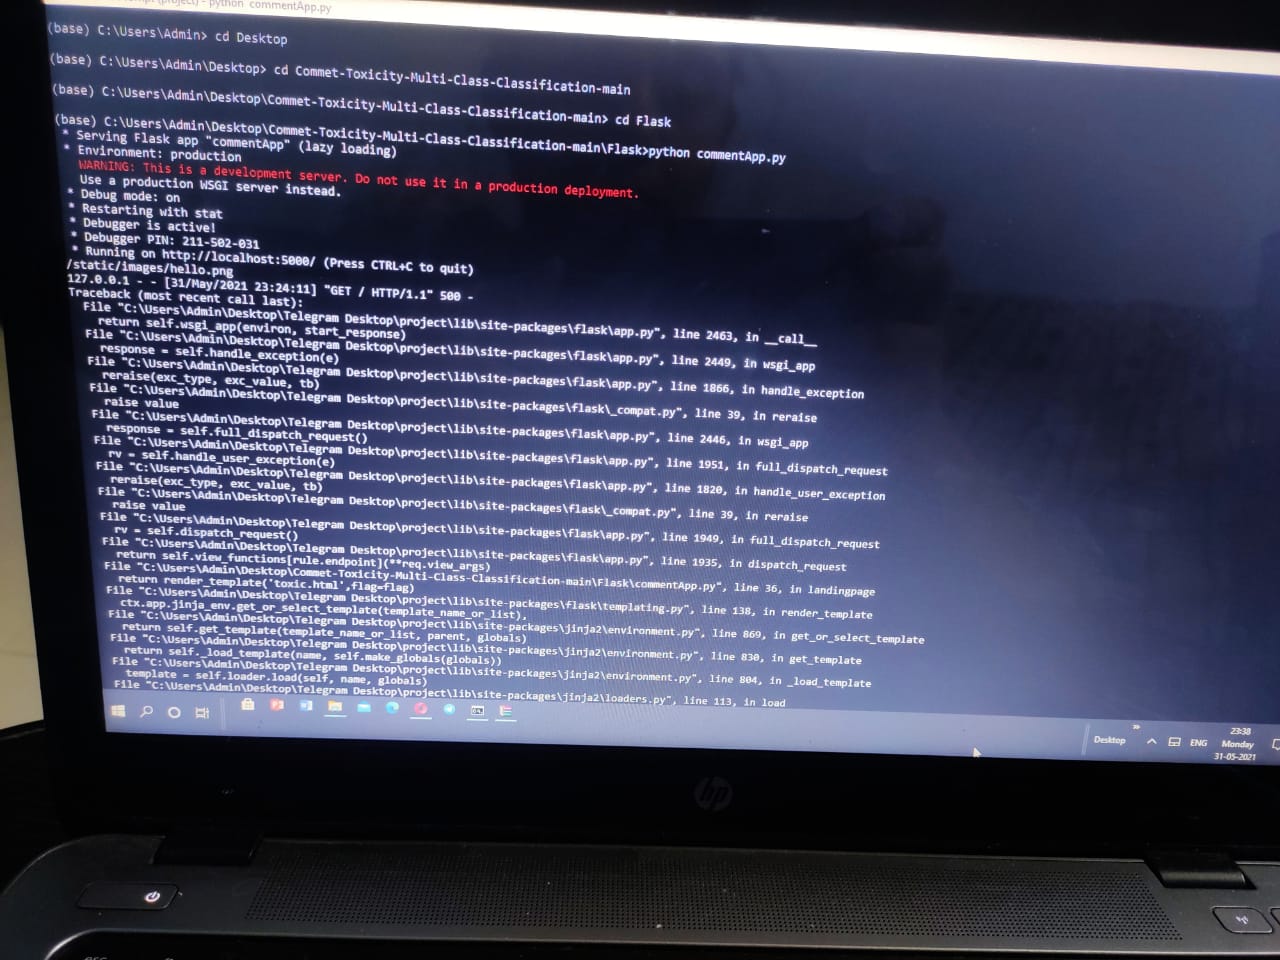 (project) - python commentApp.py
(base) C:\Users\Admin> cd Desktop
(base) C:\Users\Admin\Desktop> cd Commet-Toxicity-Multi-Class-Classification-main
(base) C:\Users\Admin\Desktop\Commet-Toxicity-Multi-Class-Classification-main> cd Flask
(base) C:\Users\Admin\Desktop\Commet-Toxicity-Multi-Class-Classification-main\Flask>python commentApp.py
* Serving Flask app "commentApp" (lazy loading)
* Environment: production
WARNING: This is a development server. Do not use it in a production deployment.
Use a production WSGI server instead.
* Debug mode: on
* Restarting with stat
* Debugger is active!
* Debugger PIN: 211-502-031
* Running on http://localhost:5000/ (Press CTRL+C to quit)
/static/images/hello.png
127.0.0.1 - - [31/May/2021 23:24:11] "GET / HTTP/1.1" 500 -
Traceback (most recent call last):
File "C:\Users\Admin\Desktop\Telegram Desktop\project\lib\site-packages\flask\app.py", line 2463, in __call__
return self.wsgi_app(environ, start_response)
File "C:\Users\Admin\Desktop\Telegram Desktop\project\lib\site-packages\flask\app.py", line 2449, in wsgi_app
response = self.handle_exception(e)
File "C:\Users\Admin\Desktop\Telegram Desktop\project\lib\site-packages\flask\app.py", line 1866, in handle_exception
reraise(exc_type, exc_value, tb)
File "C:\Users\Admin\Desktop\Telegram Desktop\project\lib\site-packages\flask\_compat.py", line 39, in reraise
raise value
File "C:\Users\Admin\Desktop\Telegram Desktop\project\lib\site-packages\flask\app.py", line 2446, in wsgi_app
response = self.full_dispatch_request()
File "C:\Users\Admin\Desktop\Telegram Desktop\project\lib\site-packages\flask\app.py", line 1951, in full_dispatch_request
rv = self.handle_user_exception(e)
File "C:\Users\Admin\Desktop\Telegram Desktop\project\lib\site-packages\flask\app.py", line 1820, in handle_user_exception
reraise(exc_type, exc_value, tb)
File "C:\Users\Admin\Desktop\Telegram Desktop\project\lib\site-packages\flask\_compat.py", line 39, in reraise
raise value
File "C:\Users\Admin\Desktop\Telegram Desktop\project\lib\site-packages\flask\app.py", line 1949, in full_dispatch_request
rv = self.dispatch_request()
File "C:\Users\Admin\Desktop\Telegram Desktop\project\lib\site-packages\flask\app.py", line 1935, in dispatch_request
return self.view_functions[rule.endpoint](**req.view_args)
File "C:\Users\Admin\Desktop\Commet-Toxicity-Multi-Class-Classification-main\Flask\commentApp.py", line 36, in landingpage
return render_template('toxic.html',flag=flag)
File "C:\Users\Admin\Desktop\Telegram Desktop\project\lib\site-packages\flask\templating.py", line 138, in render_template
ctx.app.jinja_env.get_or_select_template(template_name_or_list),
File "C:\Users\Admin\Desktop\Telegram Desktop\project\lib\site-packages\jinja2\environment.py", line 869, in get_or_select_template
return self.get_template(template_name_or_list, parent, globals)
File "C:\Users\Admin\Desktop\Telegram Desktop\project\lib\site-packages\jinja2\environment.py", line 830, in get_template
return self._load_template(name, self.make_globals(globals))
File "C:\Users\Admin\Desktop\Telegram Desktop\project\lib\site-packages\jinja2\environment.py", line 804, in _load_template
template = self.loader.load(self, name, globals)
File "C:\Users\Admin\Desktop\Telegram Desktop\project\lib\site-packages\jinja2\loaders.py", line 113, in load
Desktop
ENG
23:38
Monday
31-05-2021
hp